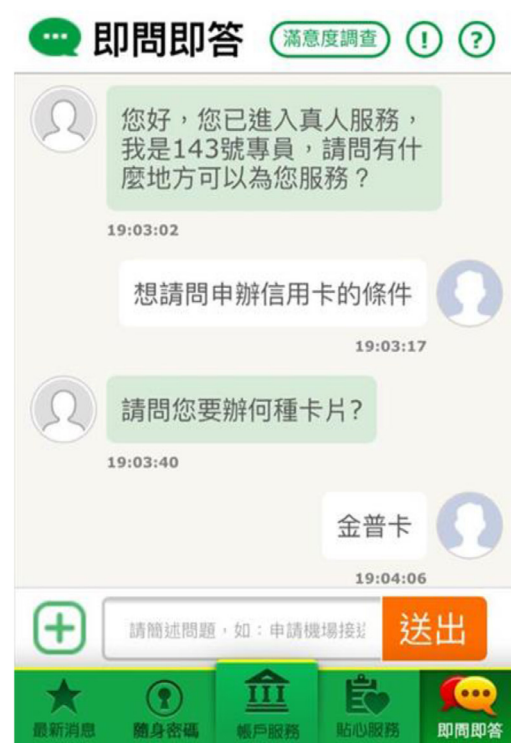 即問即答
滿意度調查
!
?
您好，您已進入真人服務，
我是143號專員，請問有什
麼地方可以為您服務？
19:03:02
想請問申辦信用卡的條件
19:03:17
請問您要辦何種卡片?
19:03:40
金普卡
19:04:06
請簡述問題，如：申請機場接送
送出
最新消息
隨身密碼
帳戶服務
貼心服務
即問即答